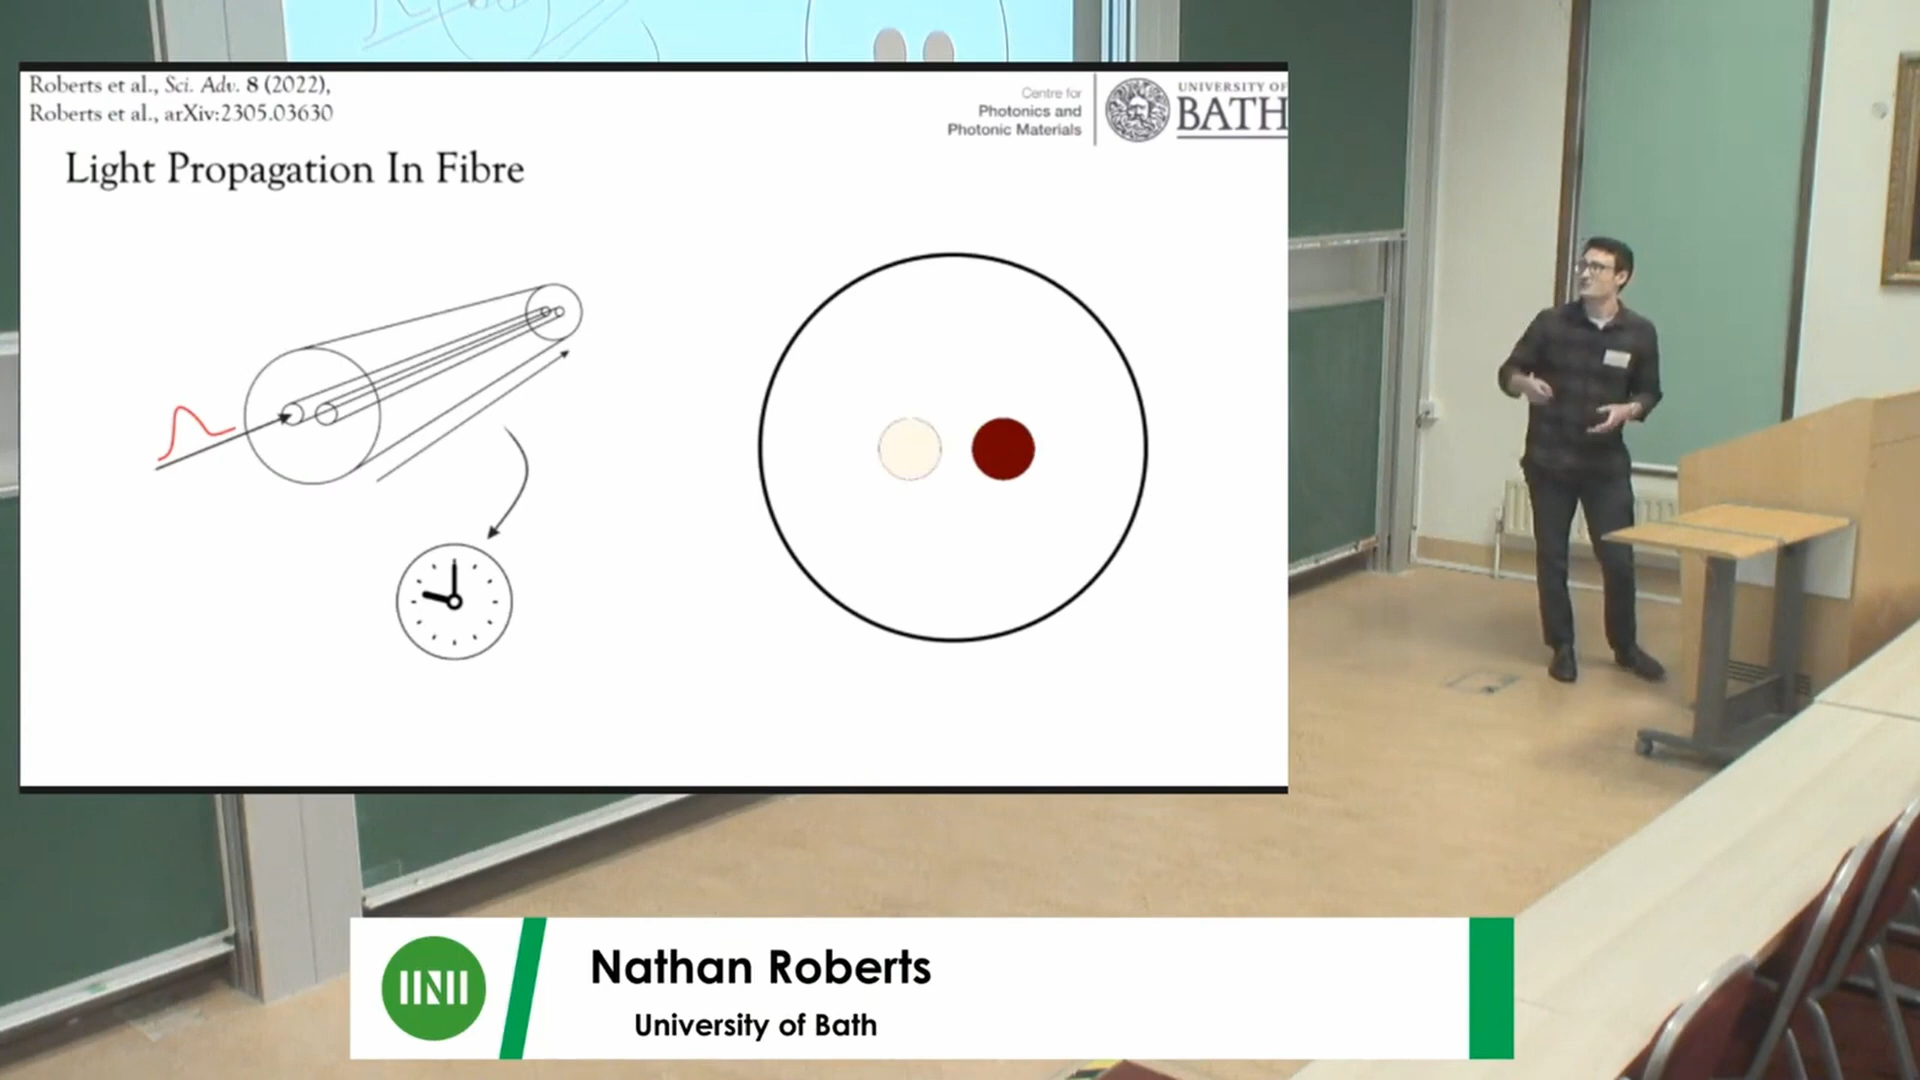 Roberts et al., Sci. Adv. 8 (2022),
Roberts et al., arXiv:2305.03630
Centre for
Photonics and
Photonic Materials
UNIVERSITY OF
BATH
Light Propagation In Fibre
Nathan Roberts
University of Bath